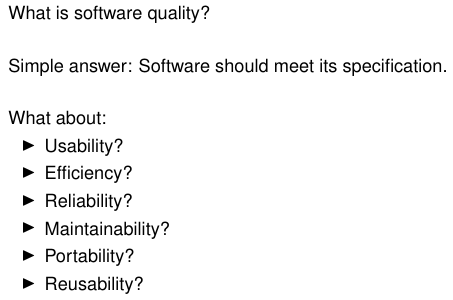 What is software quality?
Simple answer: Software should meet its specification.
What about:
► Usability?
► Efficiency?
► Reliability?
► Maintainability?
► Portability?
► Reusability?